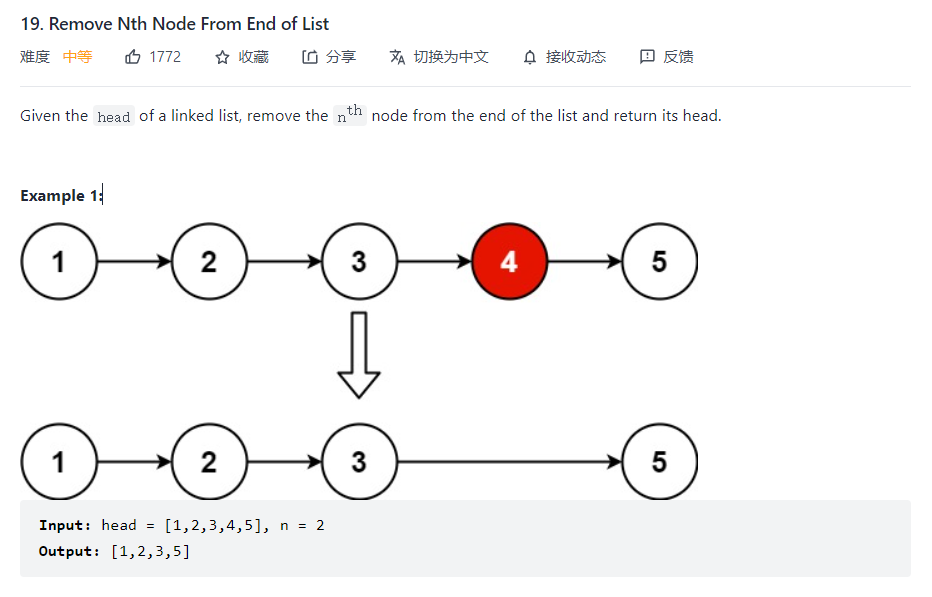 19. Remove Nth Node From End of List
难度 中等 1772 收藏 分享 切换为中文 接收动态 反馈
Given the head of a linked list, remove the nth node from the end of the list and return its head.
Example 1:
1 2 3 4 5
1 2 3 5
Input: head = [1,2,3,4,5], n = 2
Output: [1,2,3,5]